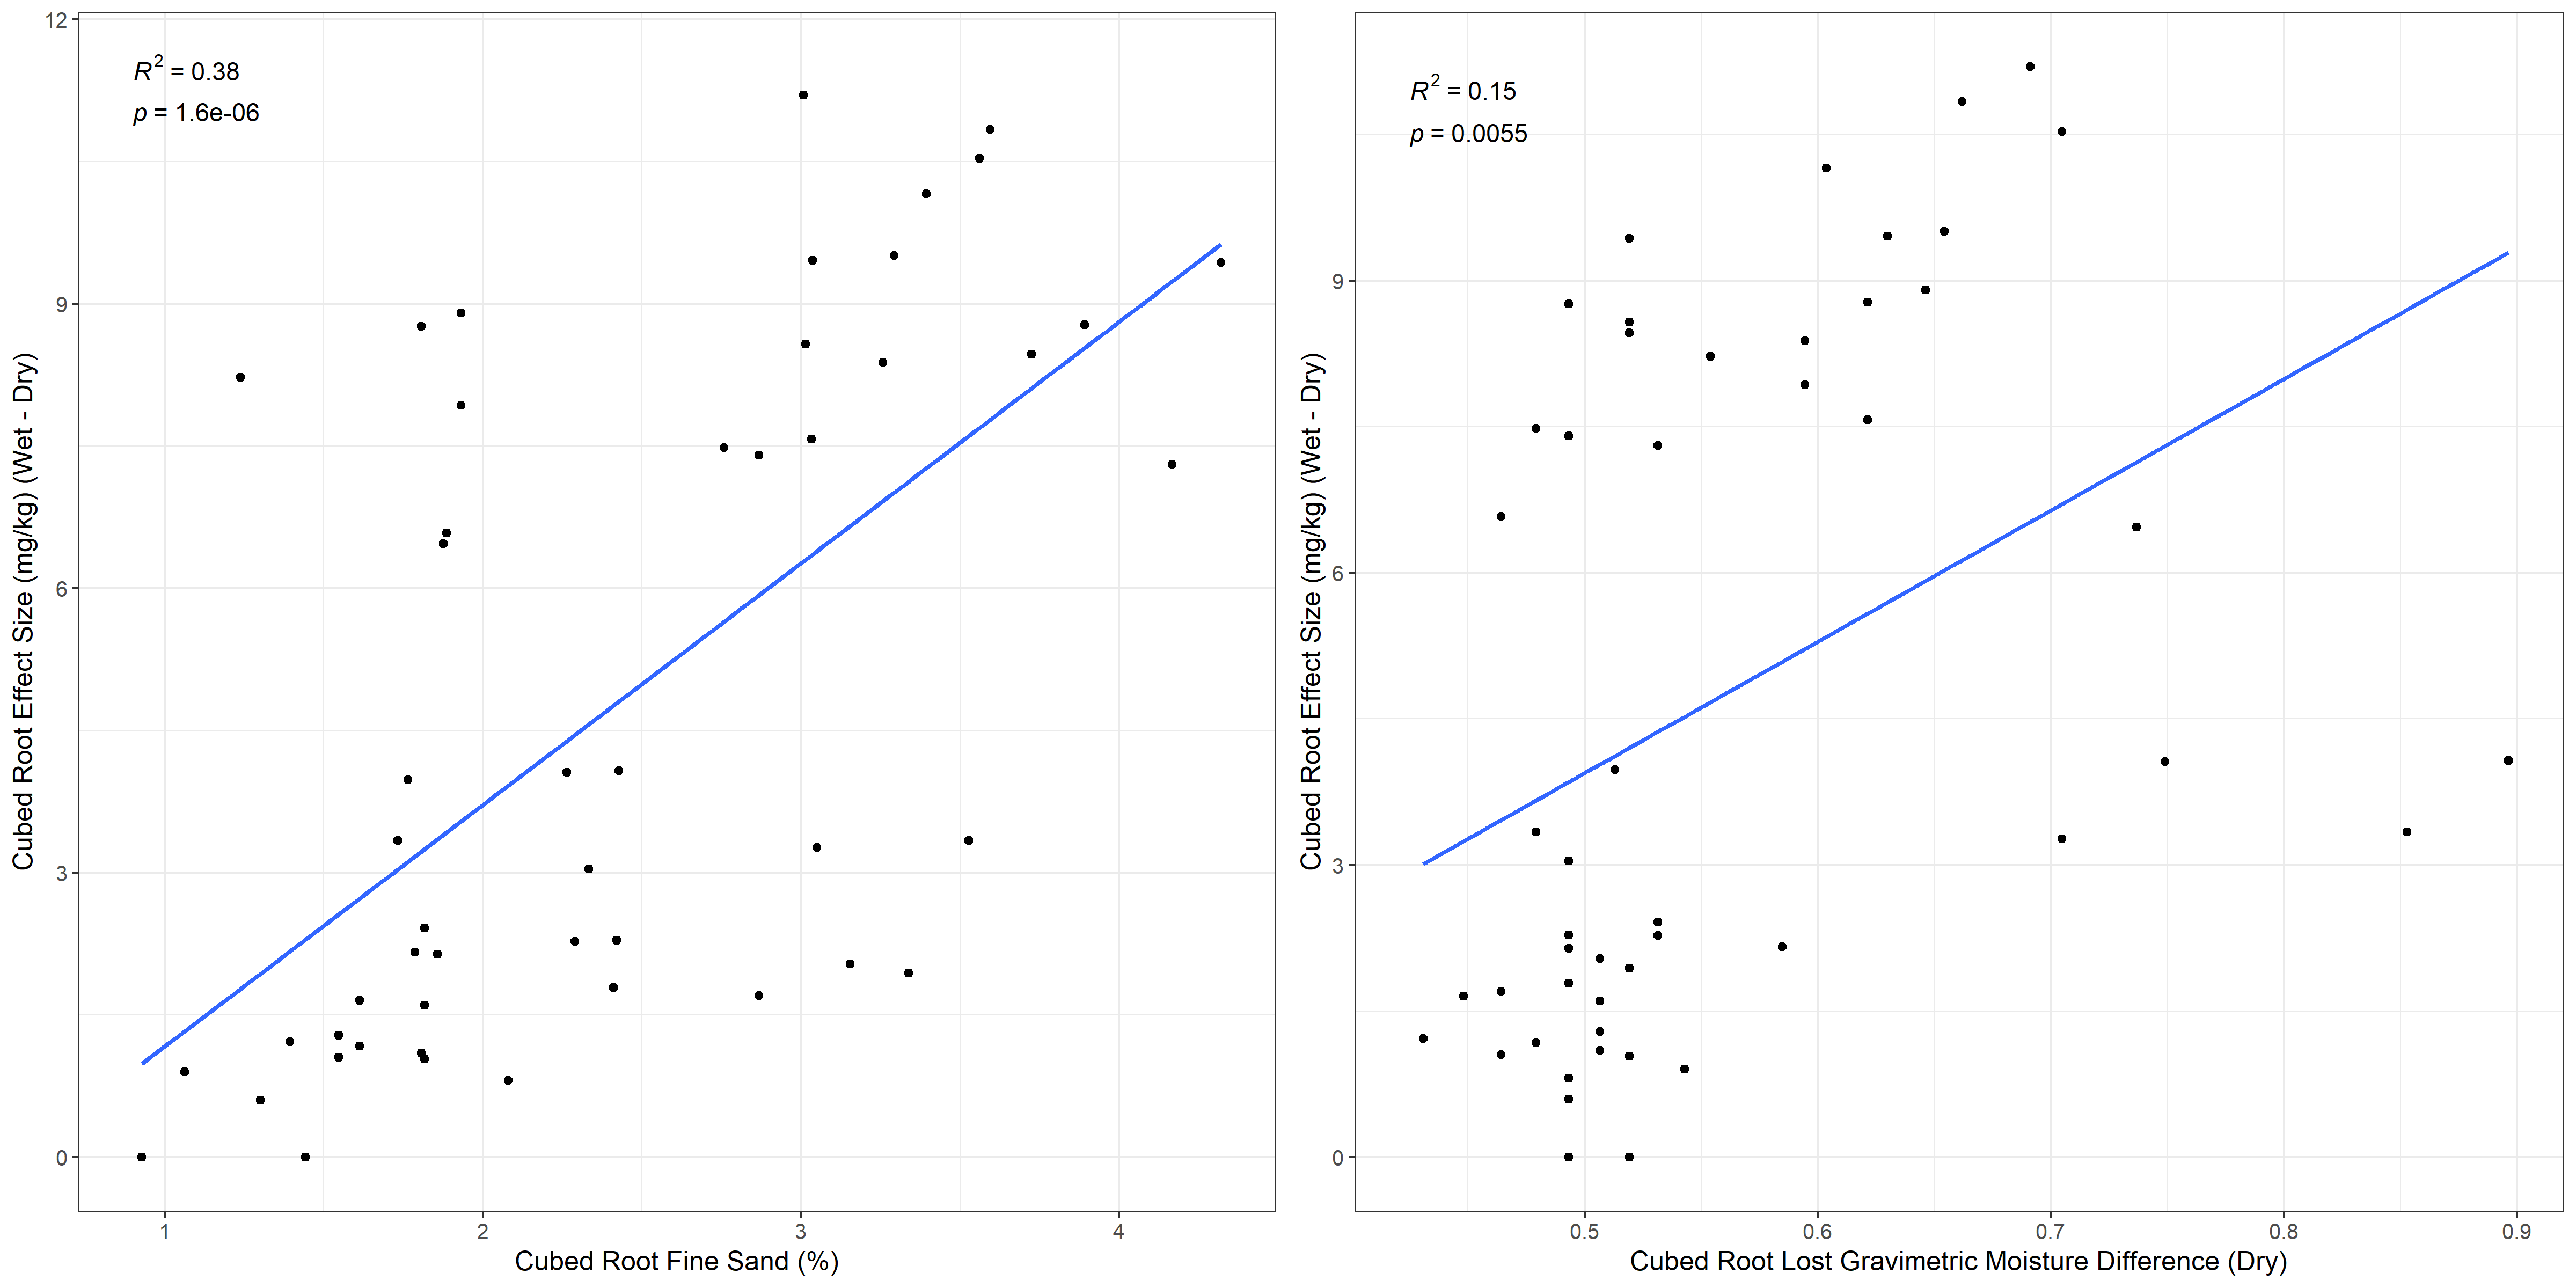 R2 = 0.38
p = 1.6e-06
Cubed Root Effect Size (mg/kg) (Wet - Dry)
12
9
6
3
0
1 2 3 4
Cubed Root Fine Sand (%)
R2 = 0.15
p = 0.0055
Cubed Root Effect Size (mg/kg) (Wet - Dry)
9
6
3
0
0.5 0.6 0.7 0.8 0.9
Cubed Root Lost Gravimetric Moisture Difference (Dry)